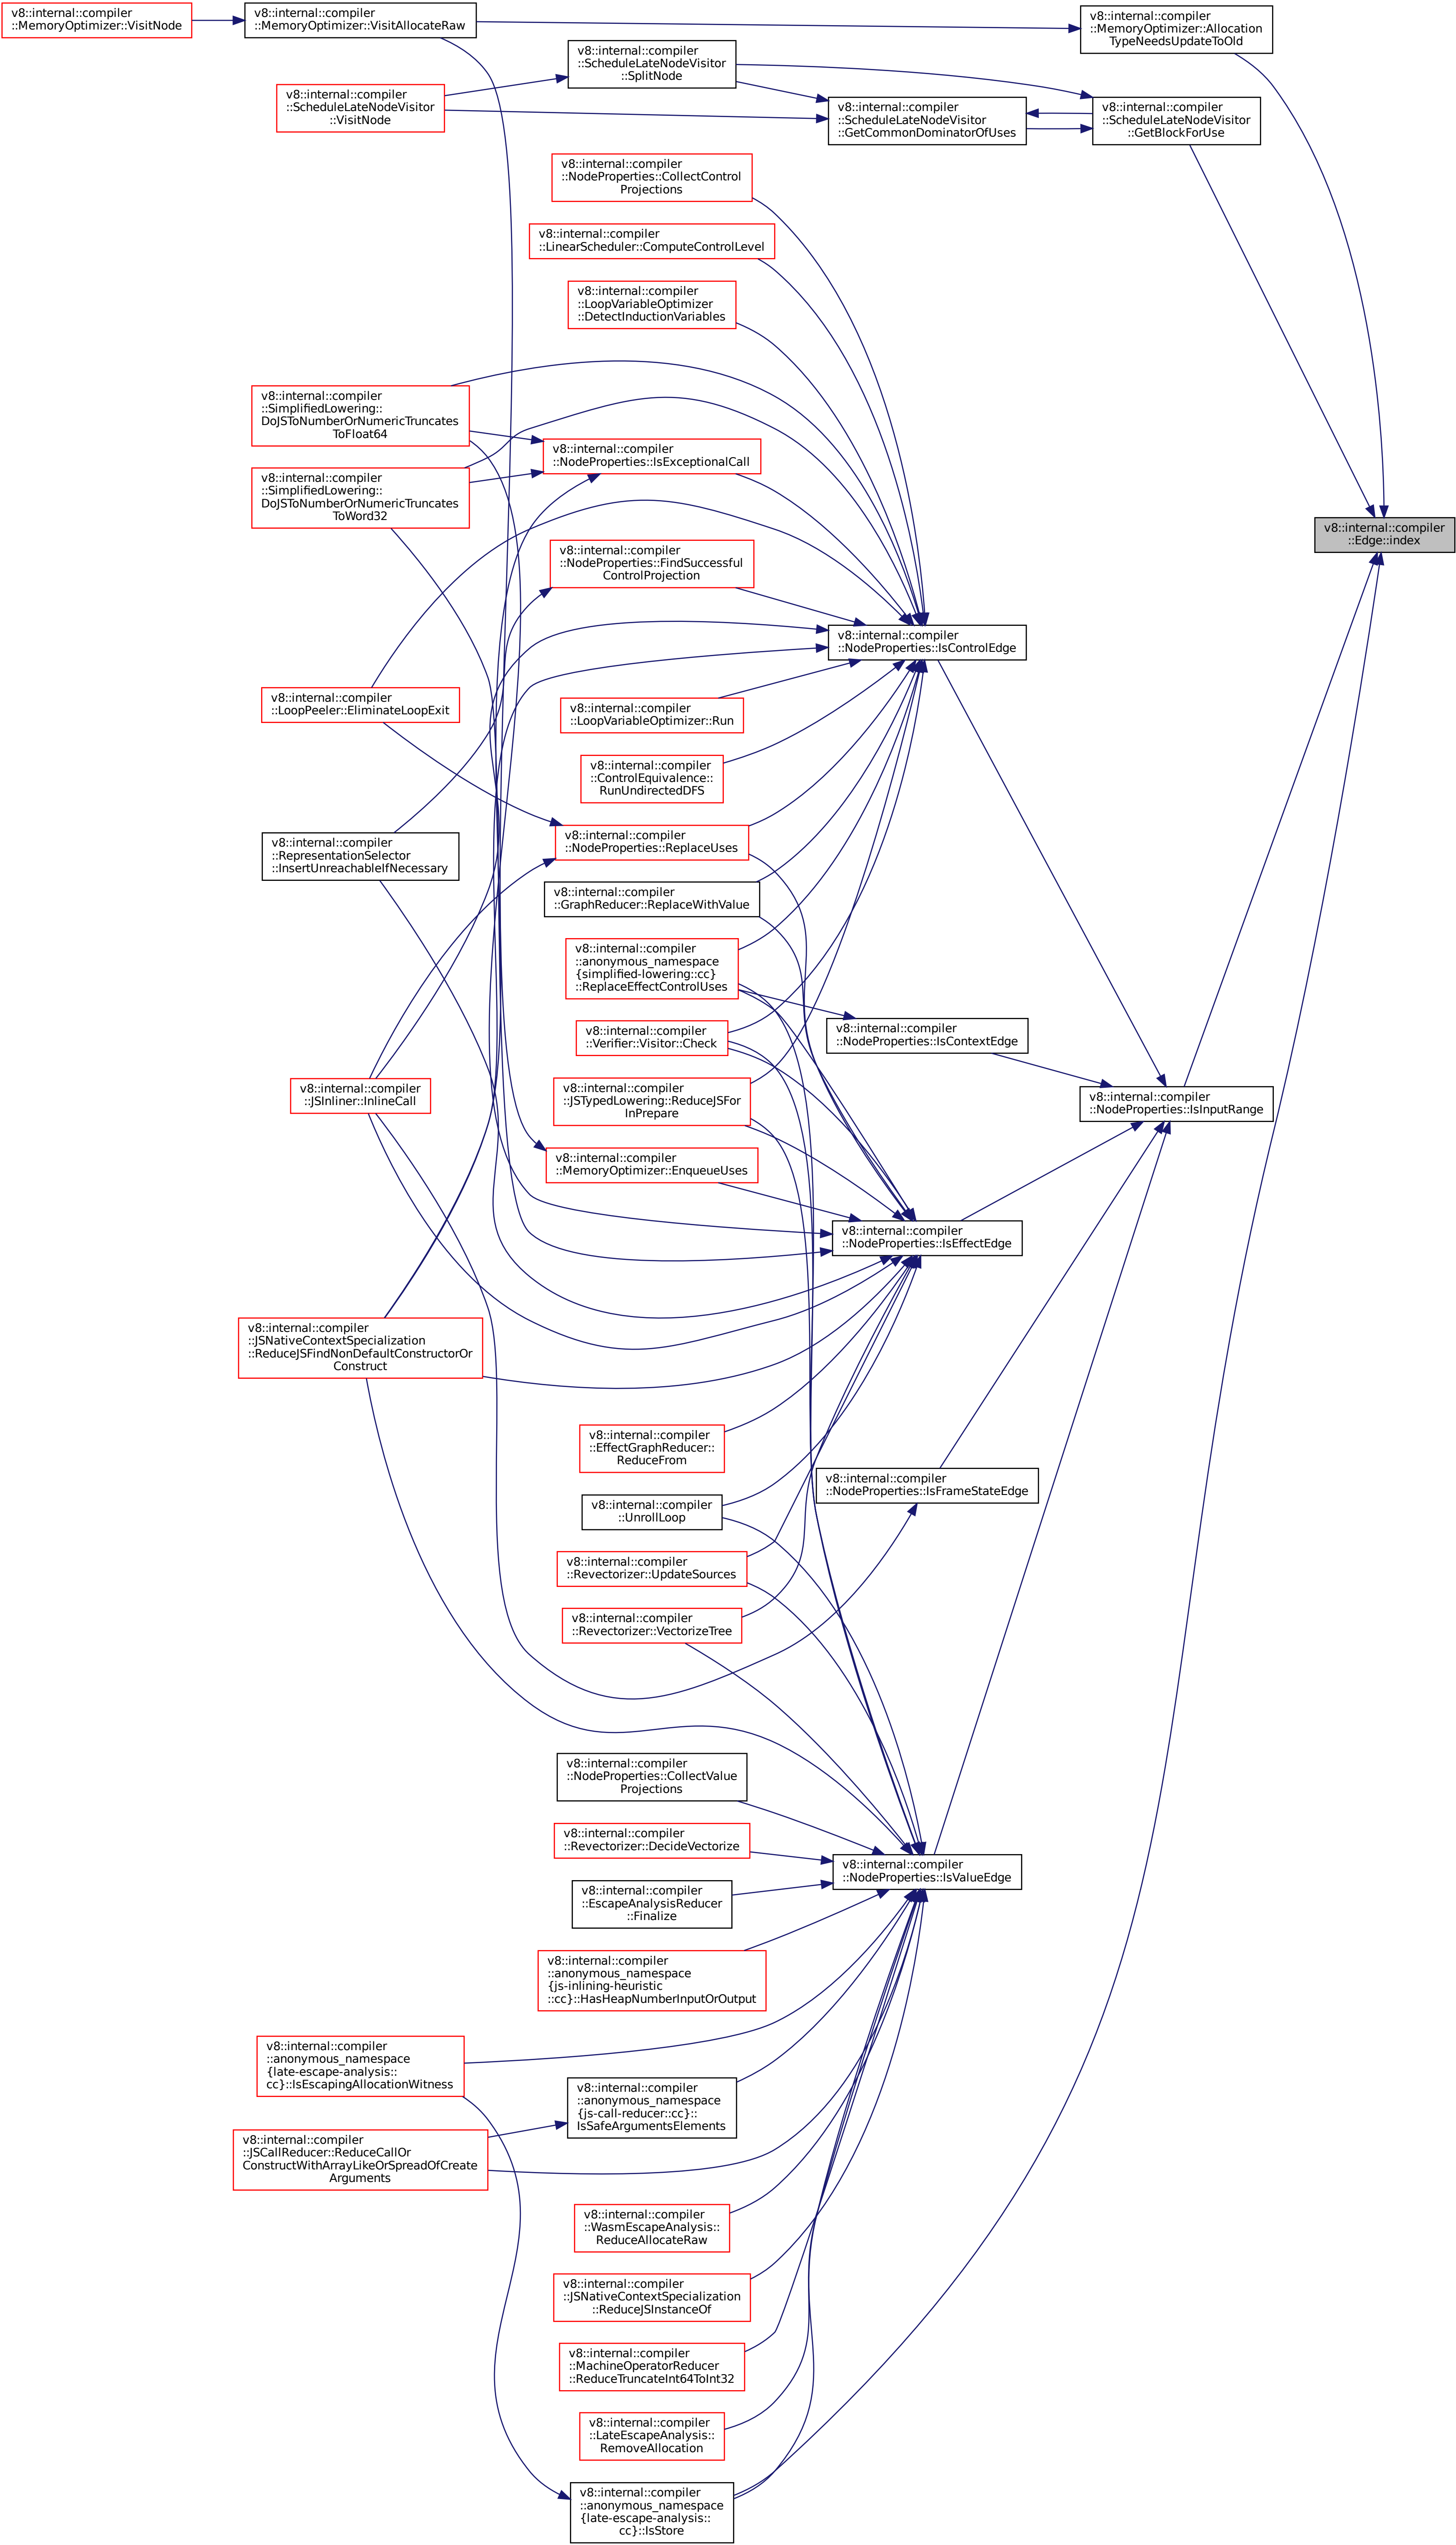 v8::internal::compiler
::MemoryOptimizer::VisitNode
v8::internal::compiler
::MemoryOptimizer::VisitAllocateRaw
v8::internal::compiler
::MemoryOptimizer::Allocation
TypeNeedsUpdateToOld
v8::internal::compiler
::ScheduleLateNodeVisitor
::SplitNode
v8::internal::compiler
::ScheduleLateNodeVisitor
::VisitNode
v8::internal::compiler
::ScheduleLateNodeVisitor
::GetCommonDominatorOfUses
v8::internal::compiler
::ScheduleLateNodeVisitor
::GetBlockForUse
v8::internal::compiler
::NodeProperties::CollectControl
Projections
v8::internal::compiler
::LinearScheduler::ComputeControlLevel
v8::internal::compiler
::LoopVariableOptimizer
::DetectInductionVariables
v8::internal::compiler
::SimplifiedLowering::
DoJSToNumberOrNumericTruncates
ToFloat64
v8::internal::compiler
::NodeProperties::IsExceptionalCall
v8::internal::compiler
::SimplifiedLowering::
DoJSToNumberOrNumericTruncates
ToWord32
v8::internal::compiler
::Edge::index
v8::internal::compiler
::NodeProperties::FindSuccessful
ControlProjection
v8::internal::compiler
::NodeProperties::IsControlEdge
v8::internal::compiler
::LoopPeeler::EliminateLoopExit
v8::internal::compiler
::LoopVariableOptimizer::Run
v8::internal::compiler
::ControlEquivalence::
RunUndirectedDFS
v8::internal::compiler
::RepresentationSelector
::InsertUnreachableIfNecessary
v8::internal::compiler
::NodeProperties::ReplaceUses
v8::internal::compiler
::GraphReducer::ReplaceWithValue
v8::internal::compiler
::anonymous_namespace
{simplified-lowering::cc}
::ReplaceEffectControlUses
v8::internal::compiler
::Verifier::Visitor::Check
v8::internal::compiler
::NodeProperties::IsContextEdge
v8::internal::compiler
::JSInliner::InlineCall
v8::internal::compiler
::JSTypedLowering::ReduceJSFor
InPrepare
v8::internal::compiler
::NodeProperties::IsInputRange
v8::internal::compiler
::MemoryOptimizer::EnqueueUses
v8::internal::compiler
::NodeProperties::IsEffectEdge
v8::internal::compiler
::JSNativeContextSpecialization
::ReduceJSFindNonDefaultConstructorOr
Construct
v8::internal::compiler
::EffectGraphReducer::
ReduceFrom
v8::internal::compiler
::NodeProperties::IsFrameStateEdge
v8::internal::compiler
::UnrollLoop
v8::internal::compiler
::Revectorizer::UpdateSources
v8::internal::compiler
::Revectorizer::VectorizeTree
v8::internal::compiler
::NodeProperties::CollectValue
Projections
v8::internal::compiler
::Revectorizer::DecideVectorize
v8::internal::compiler
::NodeProperties::IsValueEdge
v8::internal::compiler
::EscapeAnalysisReducer
::Finalize
v8::internal::compiler
::anonymous_namespace
{js-inlining-heuristic
::cc}::HasHeapNumberInputOrOutput
v8::internal::compiler
::anonymous_namespace
{late-escape-analysis::
cc}::IsEscapingAllocationWitness
v8::internal::compiler
::anonymous_namespace
{js-call-reducer::cc}::
IsSafeArgumentsElements
v8::internal::compiler
::JSCallReducer::ReduceCallOr
ConstructWithArrayLikeOrSpreadOfCreate
Arguments
v8::internal::compiler
::WasmEscapeAnalysis::
ReduceAllocateRaw
v8::internal::compiler
::JSNativeContextSpecialization
::ReduceJSInstanceOf
v8::internal::compiler
::MachineOperatorReducer
::ReduceTruncateInt64ToInt32
v8::internal::compiler
::LateEscapeAnalysis::
RemoveAllocation
v8::internal::compiler
::anonymous_namespace
{late-escape-analysis::
cc}::IsStore